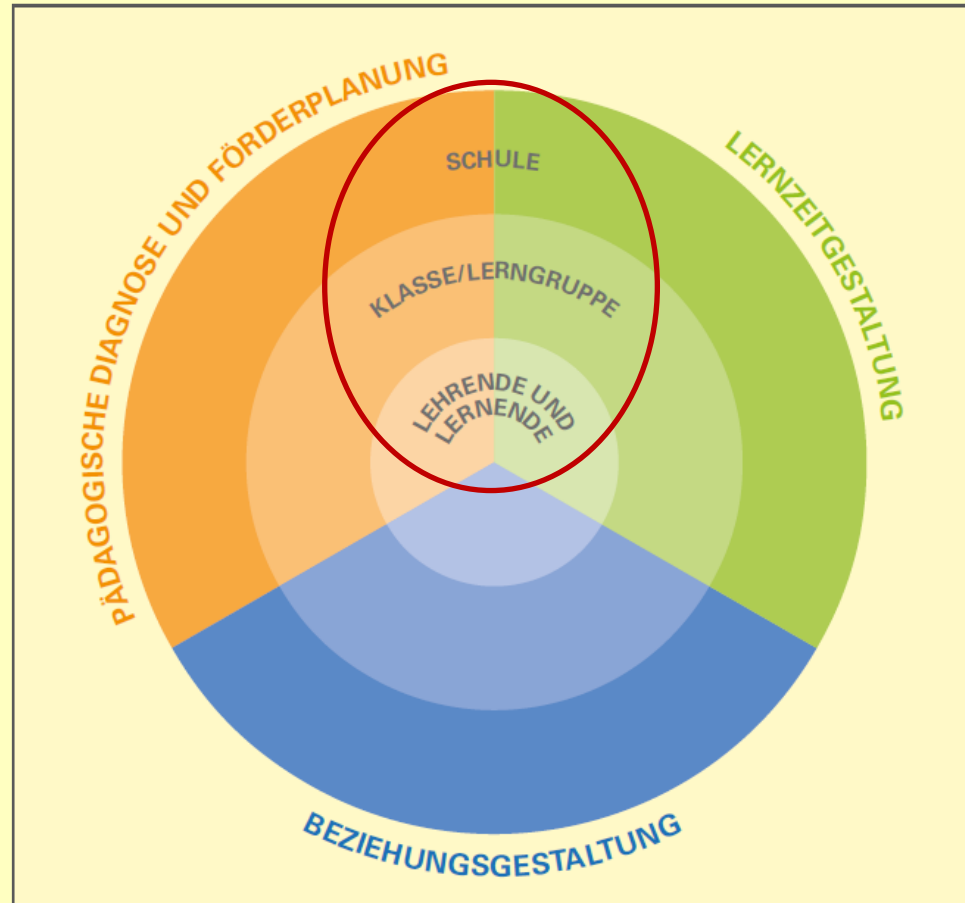 PÄDAGOGISCHE DIAGNOSE UND FÖRDERPLANUNG
LERNZEITGESTALTUNG
SCHULE
KLASSE/LERNGRUPPE
LEHRENDE UND
LERNENDE
BEZIEHUNGSGESTALTUNG